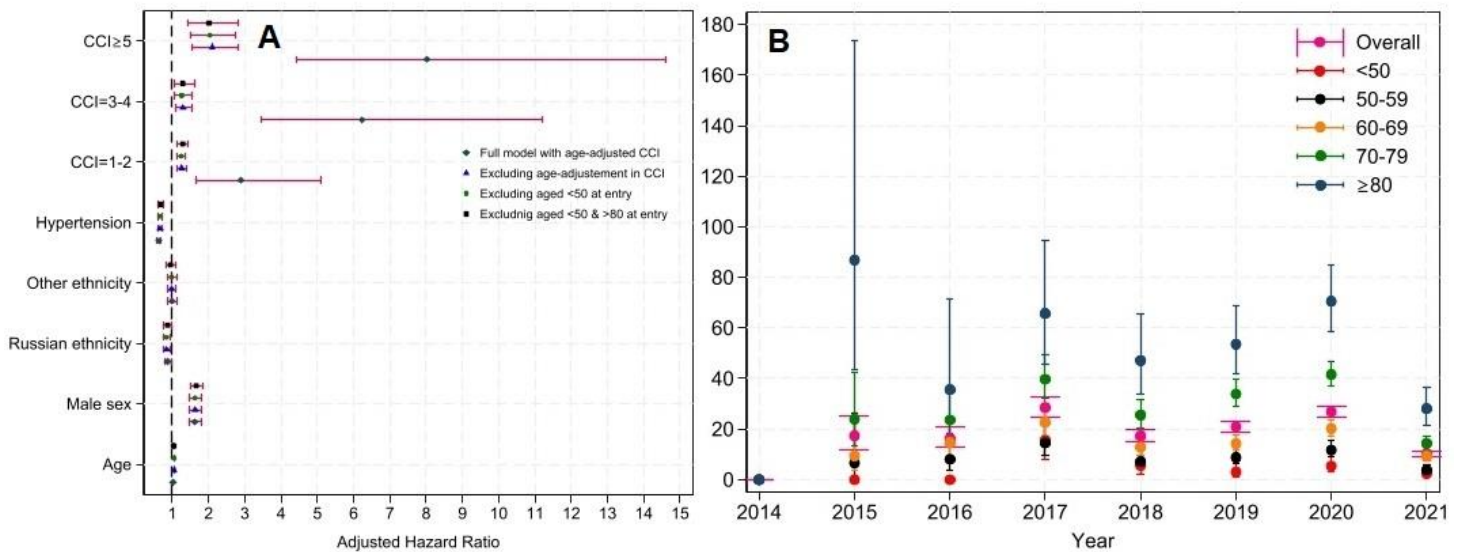 A
CCI≥5
CCI=3-4
CCI=1-2
Hypertension
Other ethnicity
Russian ethnicity
Male sex
Age
Full model with age-adjusted CCI
Excluding age-adjustement in CCI
Excluding aged <50 at entry
Excludnig aged <50 & >80 at entry
1 2 3 4 5 6 7 8 9 10 11 12 13 14 15
Adjusted Hazard Ratio
B
180
160
140
120
100
80
60
40
20
0
Overall
<50
50-59
60-69
70-79
≥80
2014 2015 2016 2017 2018 2019 2020 2021
Year